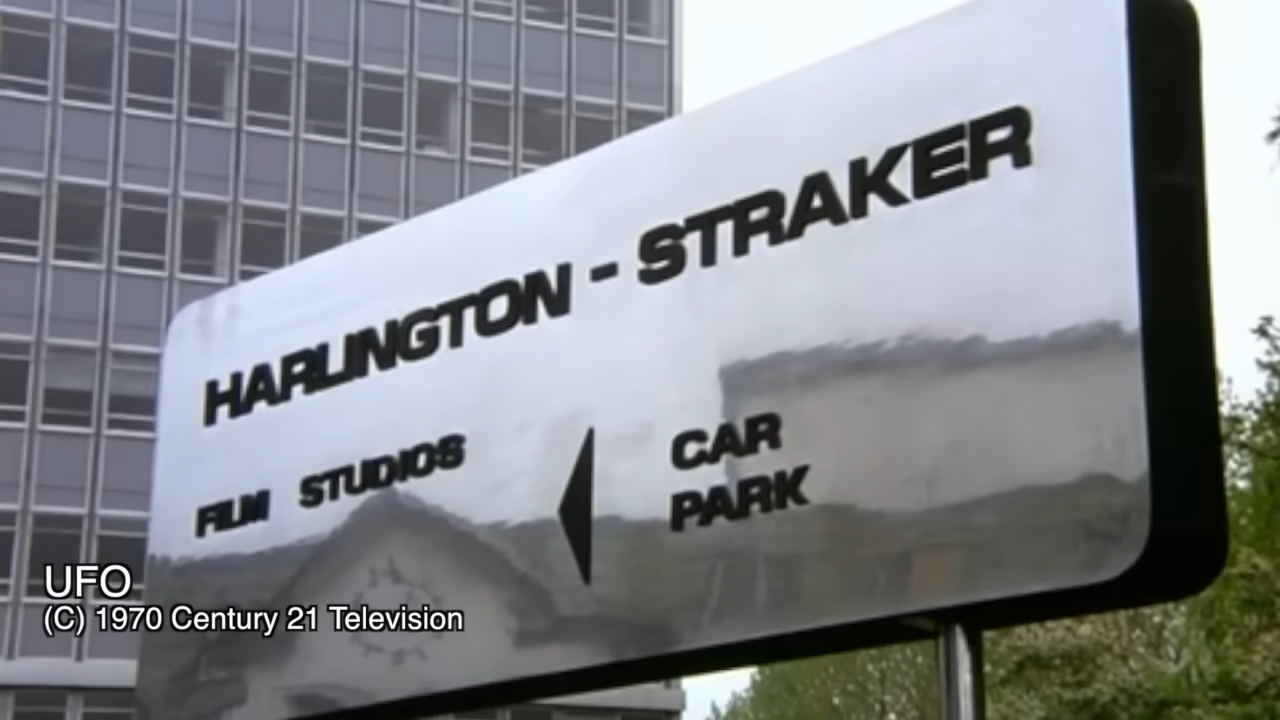 HARLINGTON - STRAKER
FILM STUDIOS
CAR
PARK
UFO
(C) 1970 Century 21 Television